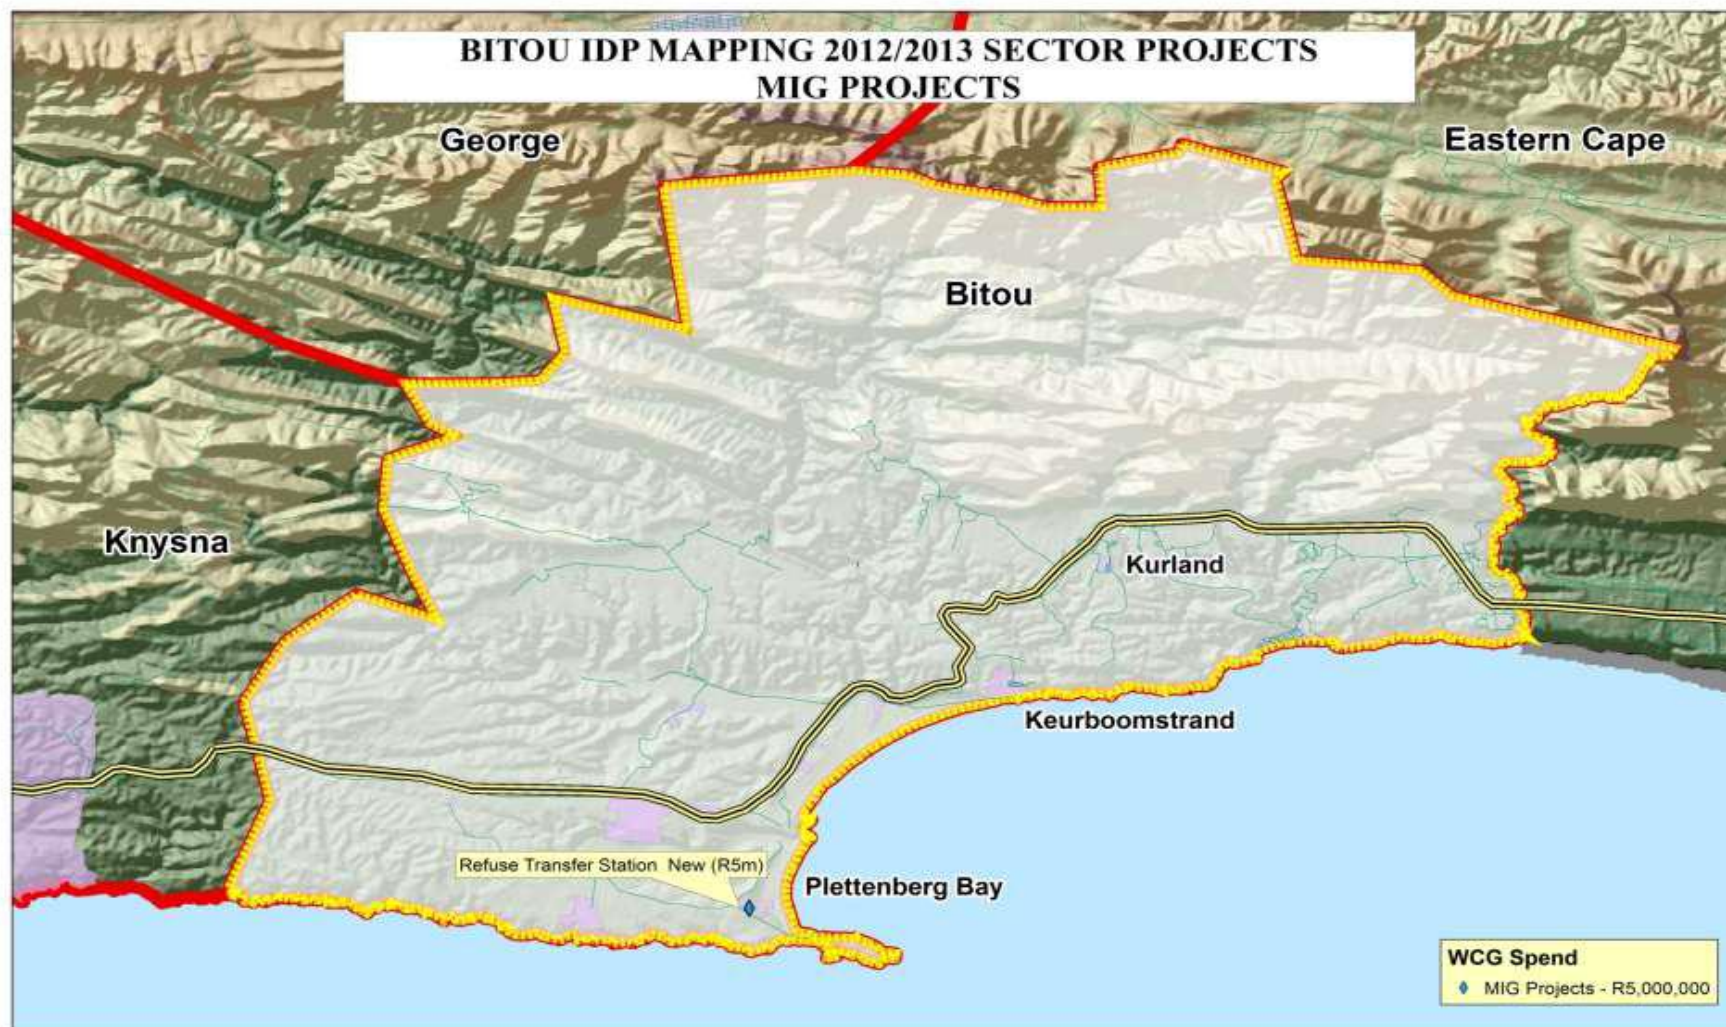 BITOU IDP MAPPING 2012/2013 SECTOR PROJECTS
MIG PROJECTS
George
Eastern Cape
Bitou
Knysna
Kurland
Keurboomstrand
Refuse Transfer Station New (R5m)
Plettenberg Bay
WCG Spend
MIG Projects - R5,000,000